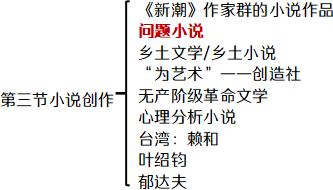 《新潮》作家群的小说作品
问题小说
乡土文学/乡土小说
“为艺术”——创造社
第三节小说创作
无产阶级革命文学
心理分析小说
台湾：赖和
叶绍钧
郁达夫